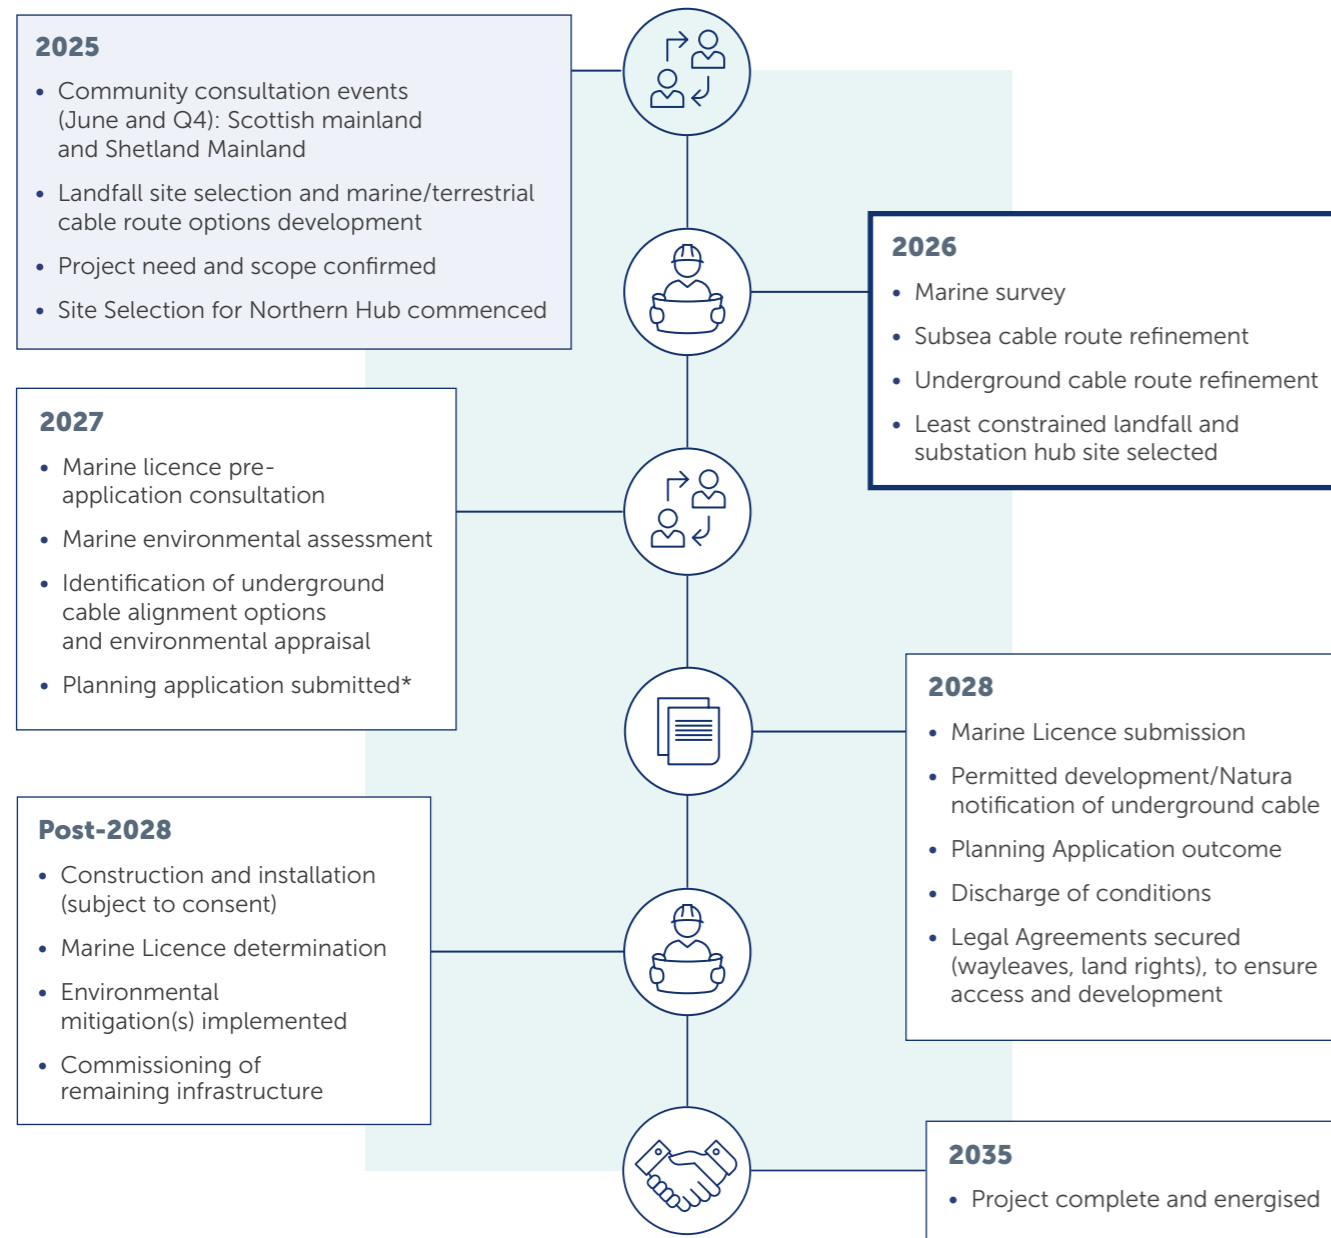 2025
• Community consultation events
(June and Q4): Scottish mainland
and Shetland Mainland
• Landfall site selection and marine/terrestrial
cable route options development
• Project need and scope confirmed
• Site Selection for Northern Hub commenced
2026
• Marine survey
• Subsea cable route refinement
• Underground cable route refinement
• Least constrained landfall and
substation hub site selected
2027
• Marine licence pre-
application consultation
• Marine environmental assessment
• Identification of underground
cable alignment options
and environmental appraisal
• Planning application submitted*
2028
• Marine Licence submission
• Permitted development/Natura
notification of underground cable
• Planning Application outcome
• Discharge of conditions
• Legal Agreements secured
(wayleaves, land rights), to ensure
access and development
Post-2028
• Construction and installation
(subject to consent)
• Marine Licence determination
• Environmental
mitigation(s) implemented
• Commissioning of
remaining infrastructure
2035
• Project complete and energised